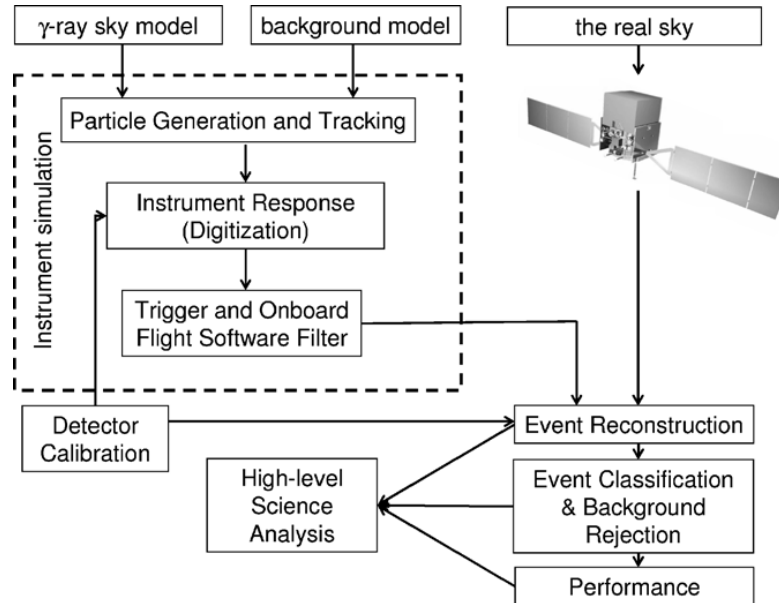 γ-ray sky model
background model
the real sky
Particle Generation and Tracking
Instrument simulation
Instrument Response
(Digitization)
Trigger and Onboard
Flight Software Filter
Detector
Calibration
Event Reconstruction
High-level
Science
Analysis
Event Classification
& Background
Rejection
Performance